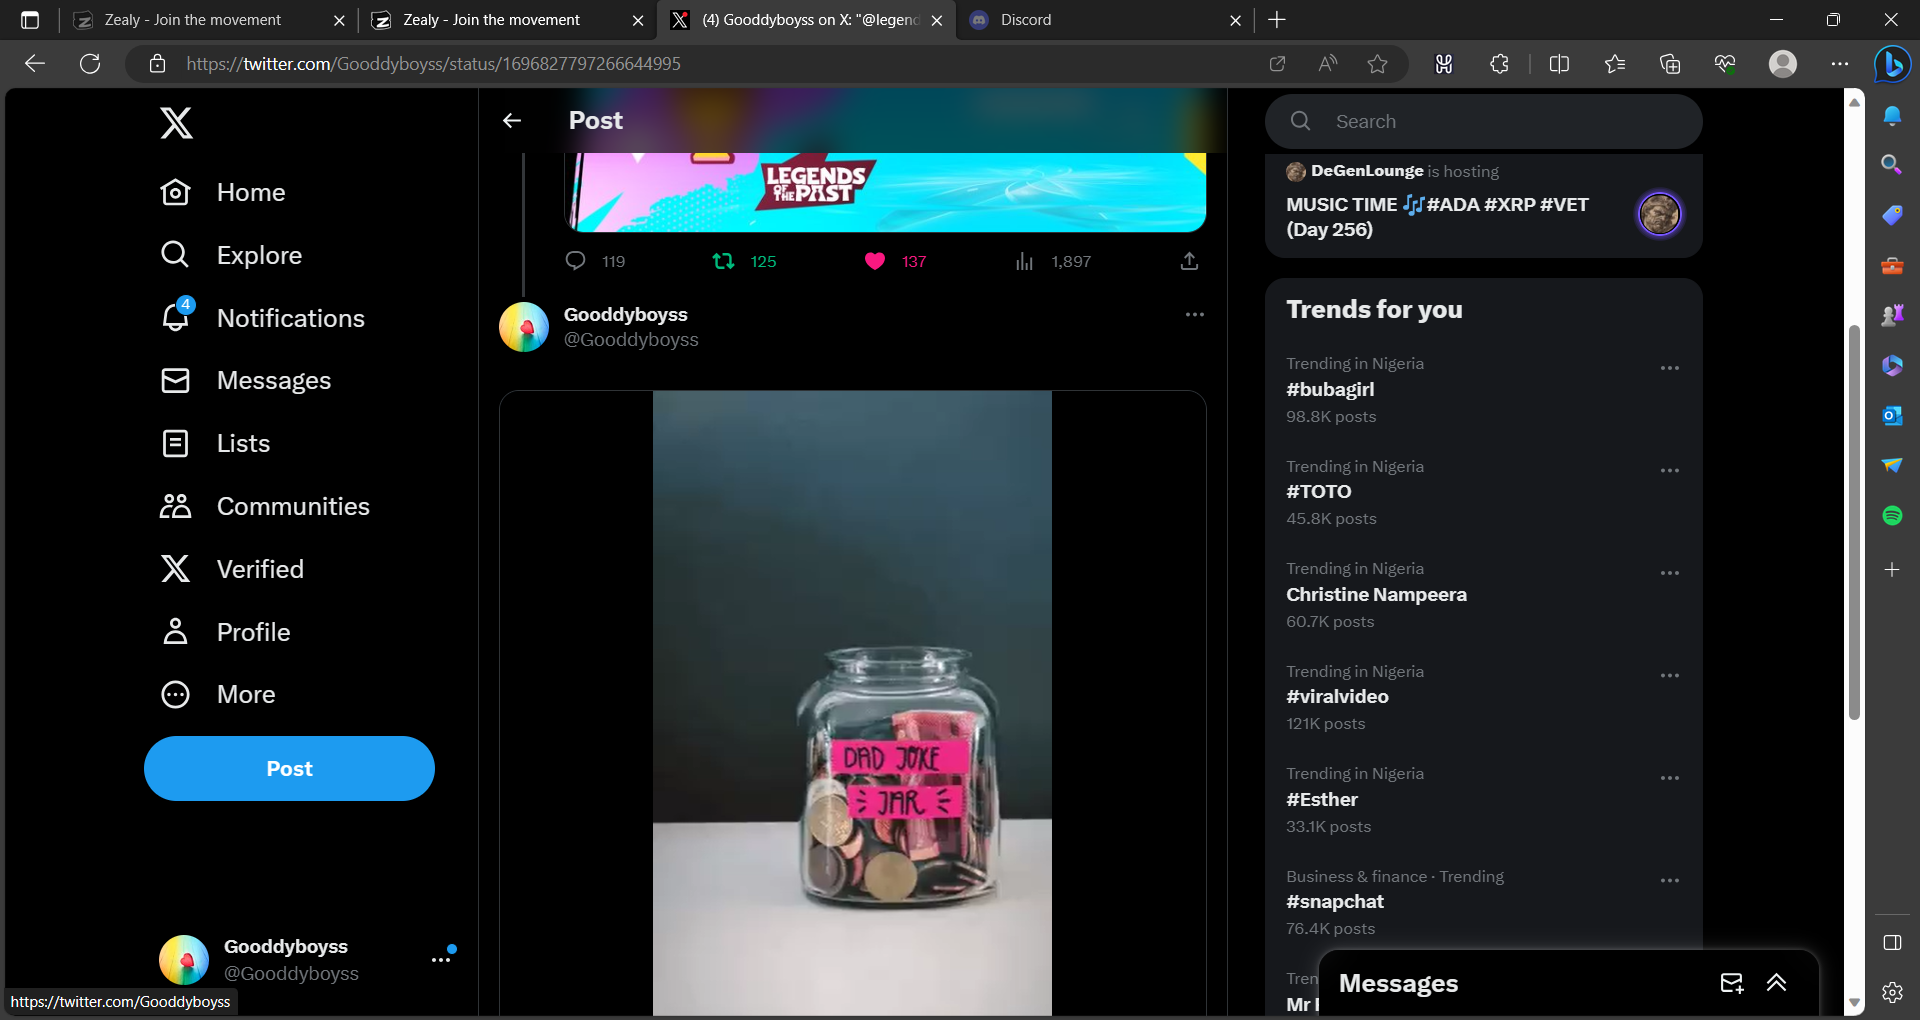 Zealy - Join the movement
Zealy - Join the movement
(4) Gooddyboyss on X: "@legend
Discord
https://twitter.com/Gooddyboyss/status/1696827797266644995
Post
Search
LEGENDS
OF THE PAST
DeGenLounge is hosting
MUSIC TIME 🎶#ADA #XRP #VET
(Day 256)
Home
Explore
4
Notifications
Messages
Lists
Communities
Verified
Profile
More
Post
119
125
137
1,897
Gooddyboyss
@Gooddyboyss
DAD JOKE
JAR
Trends for you
Trending in Nigeria
#bubagirl
98.8K posts
Trending in Nigeria
#TOTO
45.8K posts
Trending in Nigeria
Christine Nampeera
60.7K posts
Trending in Nigeria
#viralvideo
121K posts
Trending in Nigeria
#Esther
33.1K posts
Business & finance · Trending
#snapchat
76.4K posts
Mr
Messages
Gooddyboyss
@Gooddyboyss
https://twitter.com/Gooddyboyss